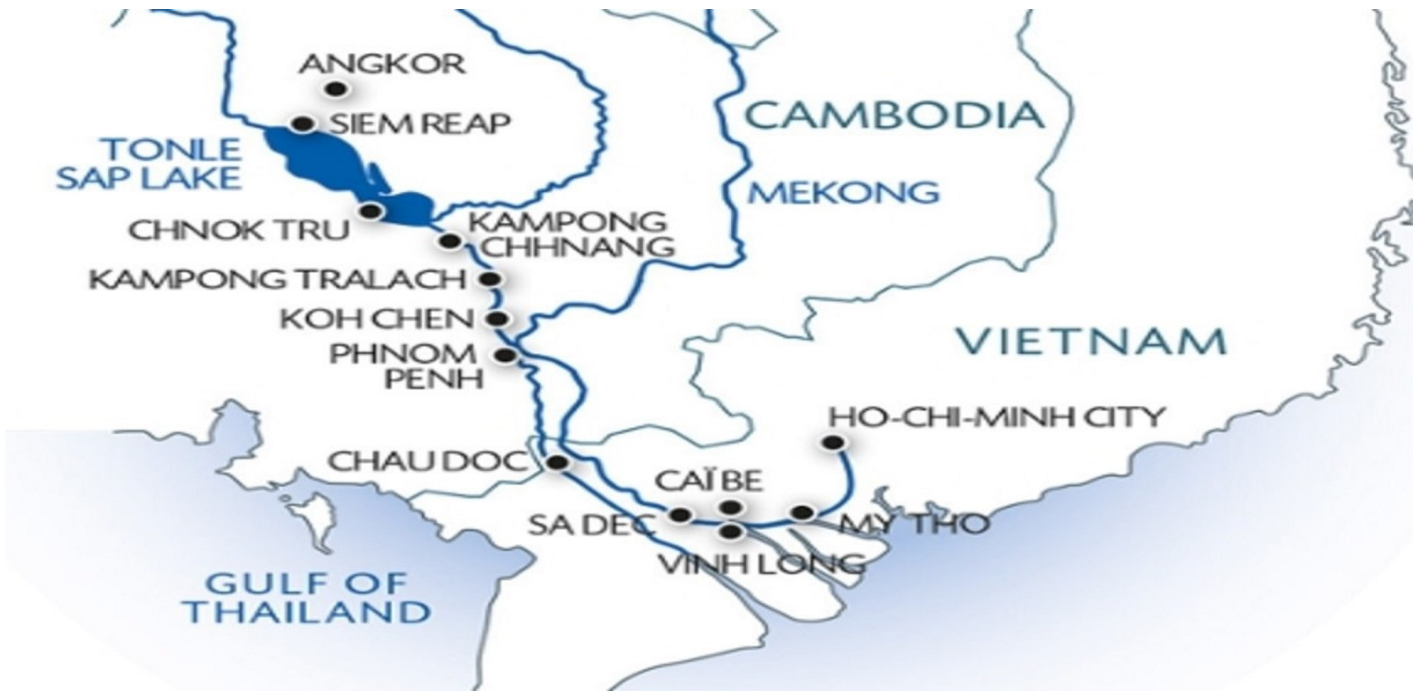 ANGKOR
SIEM REAP
CAMBODIA
TONLE
SAP LAKE
MEKONG
CHNOK TRU
KAMPONG
CHHNANG
KAMPONG TRALACH
KOH CHEN
PHNOM
PENH
VIETNAM
HO-CHI-MINH CITY
CHAU DOC
CAÏ BE
SA DEC
MY THO
VINH LONG
GULF OF
THAILAND